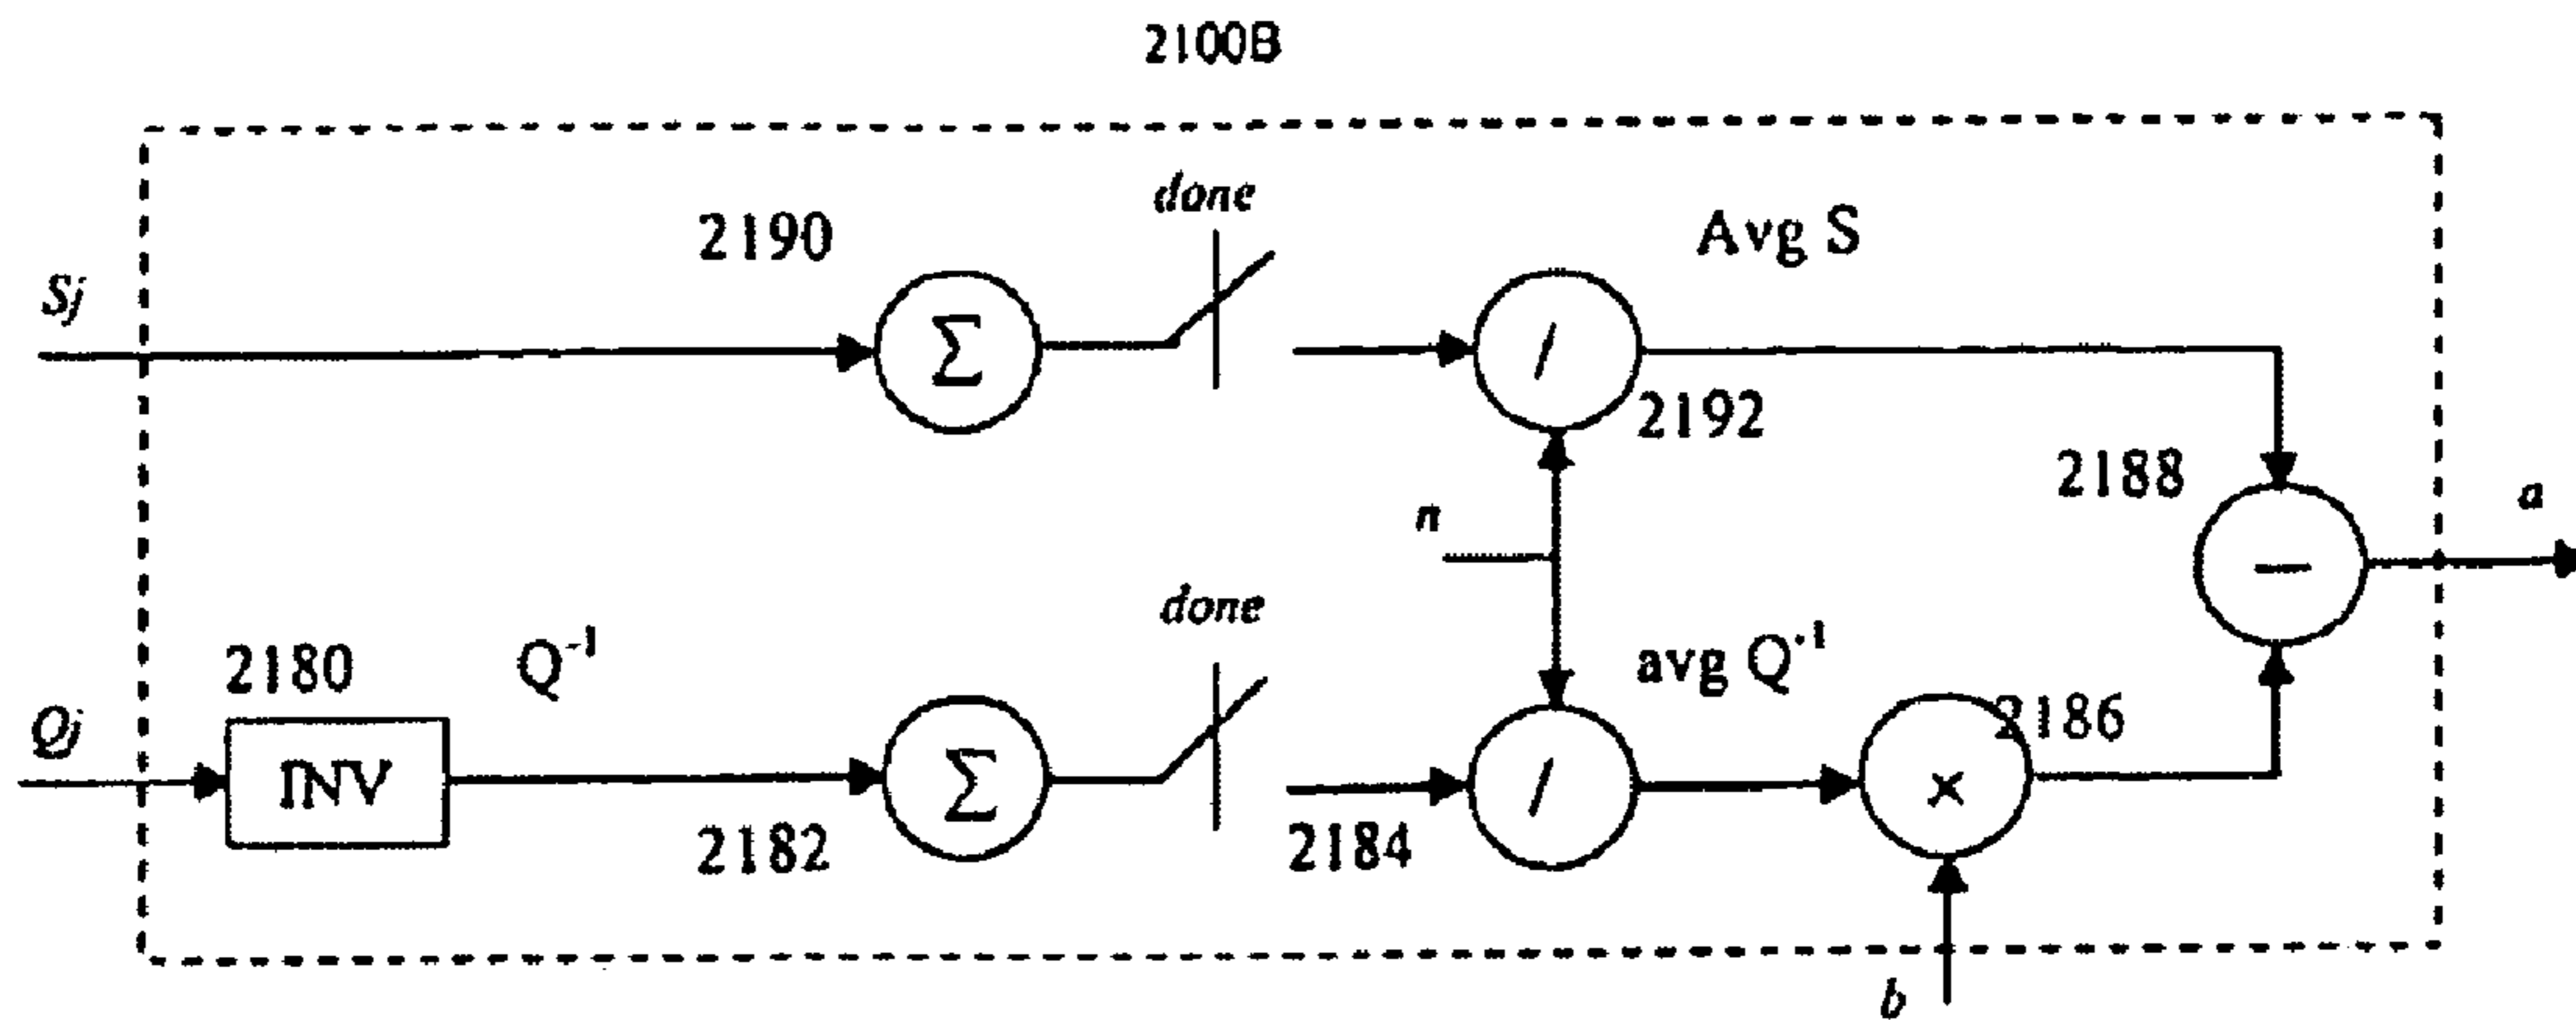 2100B
done
2190
Avg S
Sj
Σ
/
2192
2188
n
a
−
done
2180
Q⁻¹
avg Q⁻¹
2186
Qj
INV
Σ
/
×
2182
2184
b